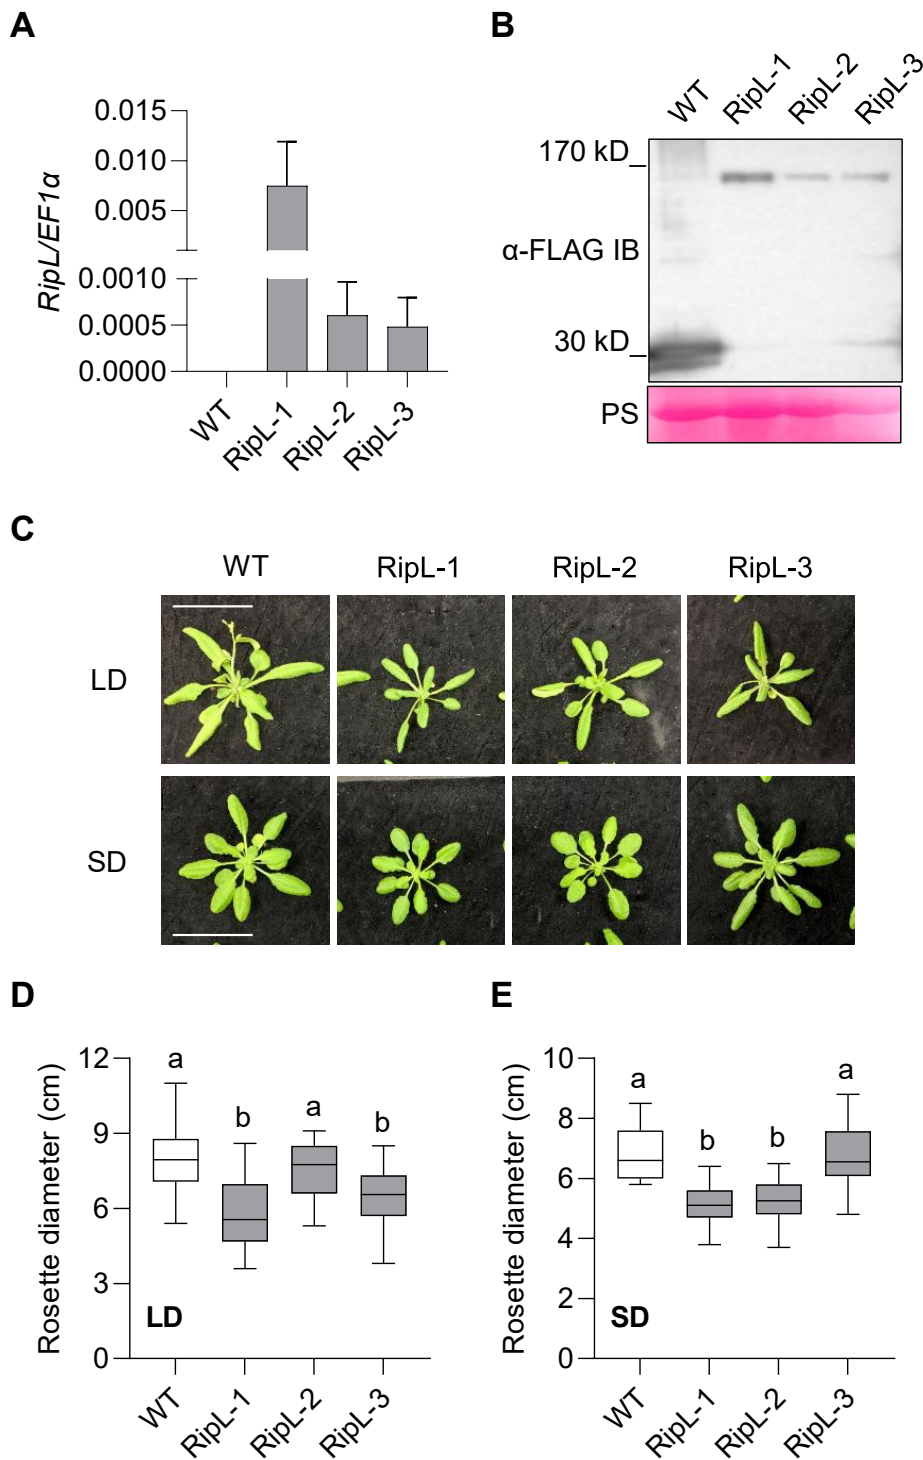 A
0.015
0.010
0.005
0.0010
0.0005
0.0000
RipL/EF1α
WT
RipL-1
RipL-2
RipL-3
B
WT
RipL-1
RipL-2
RipL-3
170 kD_
α-FLAG IB
30 kD_
PS
C
WT
RipL-1
RipL-2
RipL-3
LD
SD
D
Rosette diameter (cm)
12
9
6
3
0
a
b
a
b
LD
WT
RipL-1
RipL-2
RipL-3
E
Rosette diameter (cm)
10
8
6
4
2
0
a
b
b
a
SD
WT
RipL-1
RipL-2
RipL-3